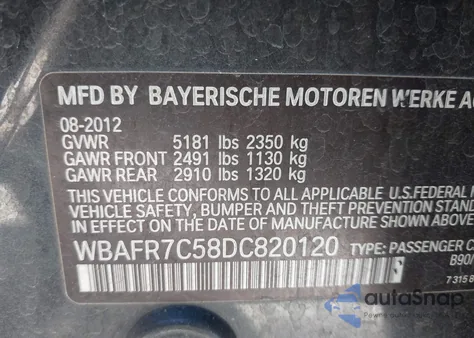 MFD BY BAYERISCHE MOTOREN WERKE AG
08-2012
GVWR 5181 lbs 2350 kg
GAWR FRONT 2491 lbs 1130 kg
GAWR REAR 2910 lbs 1320 kg
THIS VEHICLE CONFORMS TO ALL APPLICABLE U.S. FEDERAL
VEHICLE SAFETY, BUMPER, AND THEFT PREVENTION STAND
IN EFFECT ON THE DATE OF MANUFACTURE SHOWN ABOVE.
WBAFR7C58DC820120 TYPE: PASSENGER C
B90/
7315
autoSnap